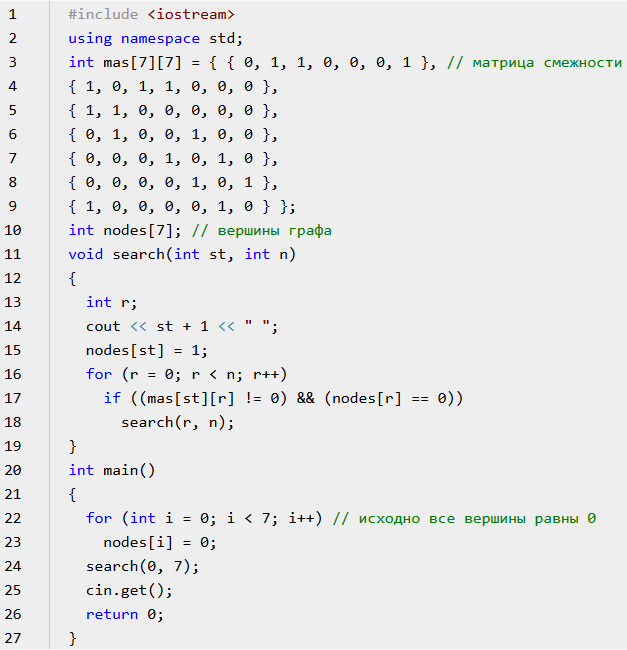 1 #include <iostream>
2 using namespace std;
3 int mas[7][7] = { { 0, 1, 1, 0, 0, 0, 1 }, // матрица смежности
4 { 1, 0, 1, 1, 0, 0, 0 },
5 { 1, 1, 0, 0, 0, 0, 0 },
6 { 0, 1, 0, 0, 1, 0, 0 },
7 { 0, 0, 0, 1, 0, 1, 0 },
8 { 0, 0, 0, 0, 1, 0, 1 },
9 { 1, 0, 0, 0, 0, 1, 0 } };
10 int nodes[7]; // вершины графа
11 void search(int st, int n)
12 {
13   int r;
14   cout << st + 1 << " ";
15   nodes[st] = 1;
16   for (r = 0; r < n; r++)
17     if ((mas[st][r] != 0) && (nodes[r] == 0))
18       search(r, n);
19 }
20 int main()
21 {
22   for (int i = 0; i < 7; i++) // исходно все вершины равны 0
23     nodes[i] = 0;
24   search(0, 7);
25   cin.get();
26   return 0;
27 }